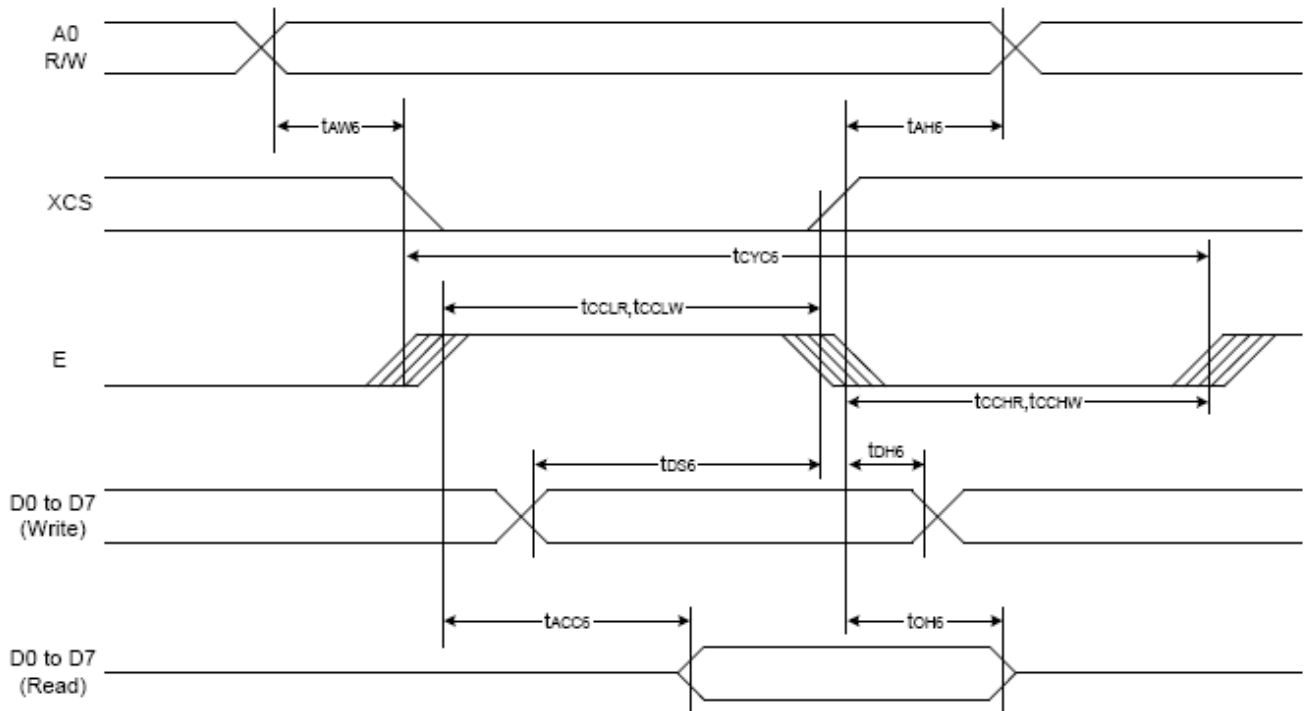 A0
R/W
tAW6
tAH6
XCS
tCYC6
tCCLR,tCCLW
E
tCCHR,tCCHW
tDS6
tDH6
D0 to D7
(Write)
tACC6
tOH6
D0 to D7
(Read)